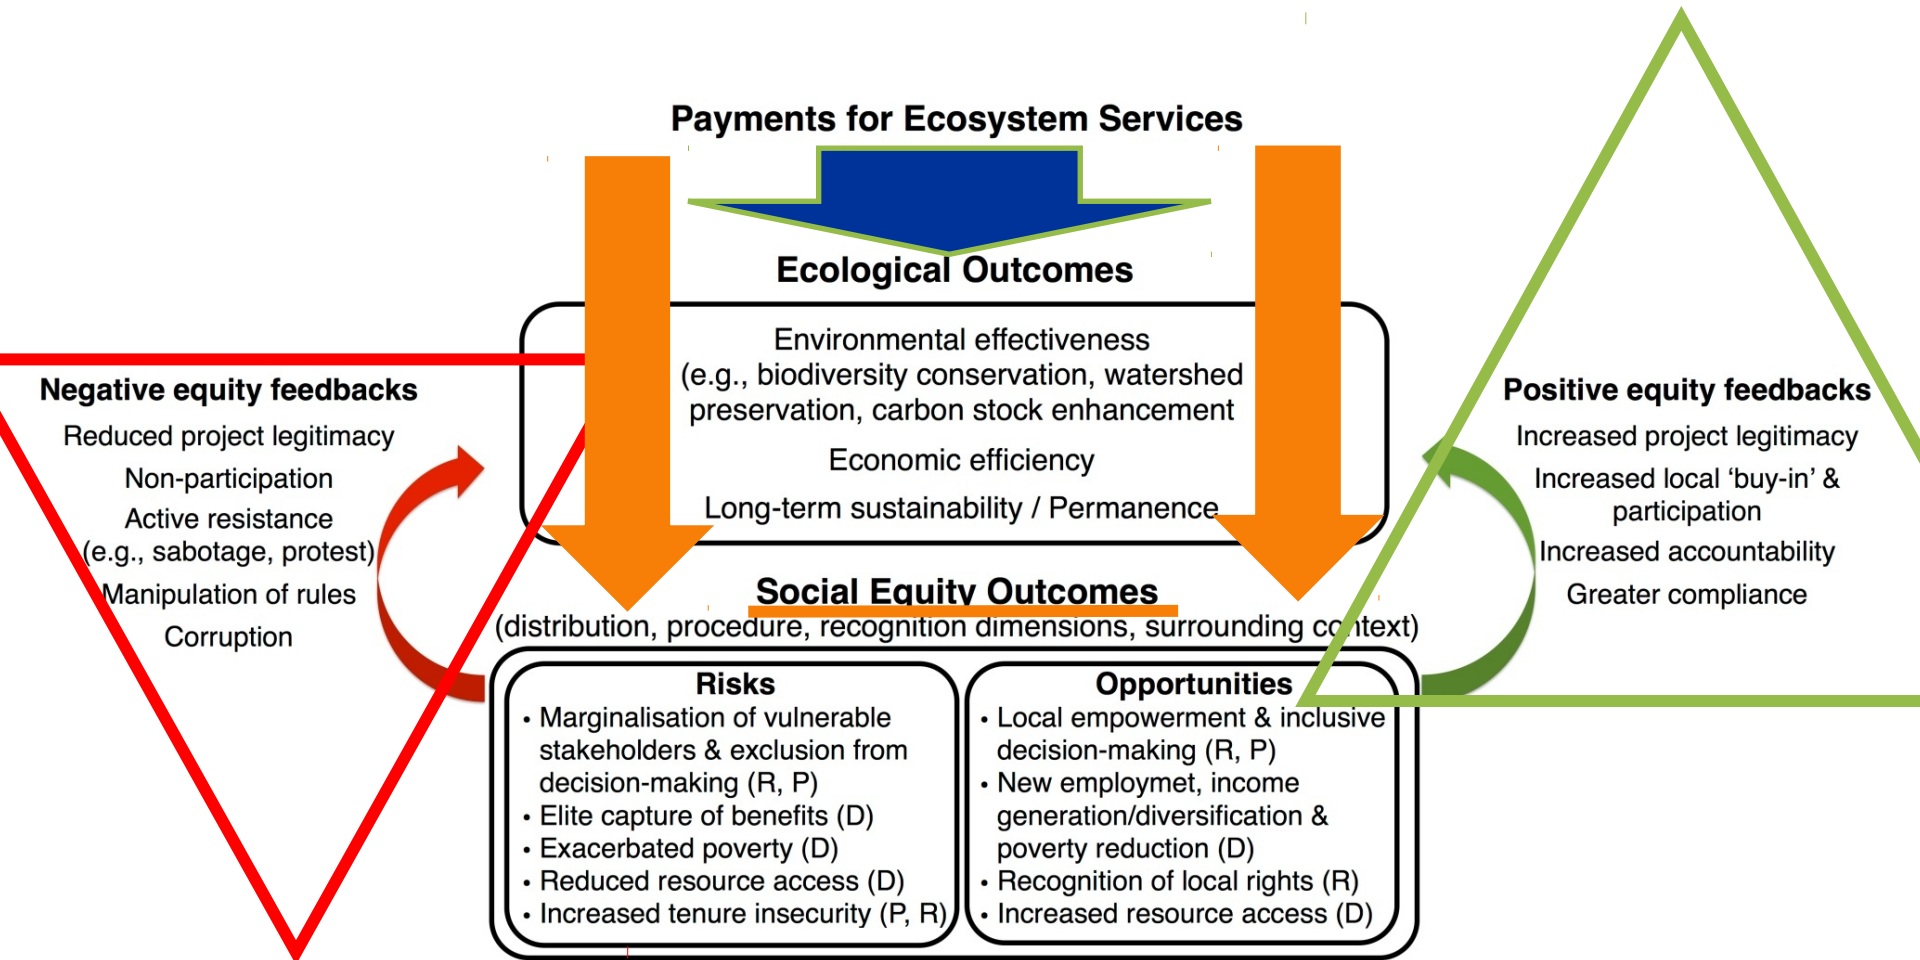 Payments for Ecosystem Services
Ecological Outcomes
Environmental effectiveness
(e.g., biodiversity conservation, watershed
preservation, carbon stock enhancement
Economic efficiency
Long-term sustainability / Permanence
Negative equity feedbacks
Reduced project legitimacy
Non-participation
Active resistance
(e.g., sabotage, protest)
Manipulation of rules
Corruption
Positive equity feedbacks
Increased project legitimacy
Increased local ‘buy-in’ &
participation
Increased accountability
Greater compliance
Social Equity Outcomes
(distribution, procedure, recognition dimensions, surrounding context)
Risks
• Marginalisation of vulnerable
stakeholders & exclusion from
decision-making (R, P)
• Elite capture of benefits (D)
• Exacerbated poverty (D)
• Reduced resource access (D)
• Increased tenure insecurity (P, R)
Opportunities
• Local empowerment & inclusive
decision-making (R, P)
• New employmet, income
generation/diversification &
poverty reduction (D)
• Recognition of local rights (R)
• Increased resource access (D)